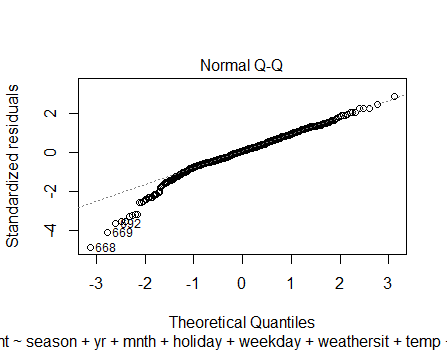 Normal Q-Q
Standardized residuals
2
0
-2
-4
692
669
668
-3 -2 -1 0 1 2 3
Theoretical Quantiles
nt ~ season + yr + mnth + holiday + weekday + weathersit + temp